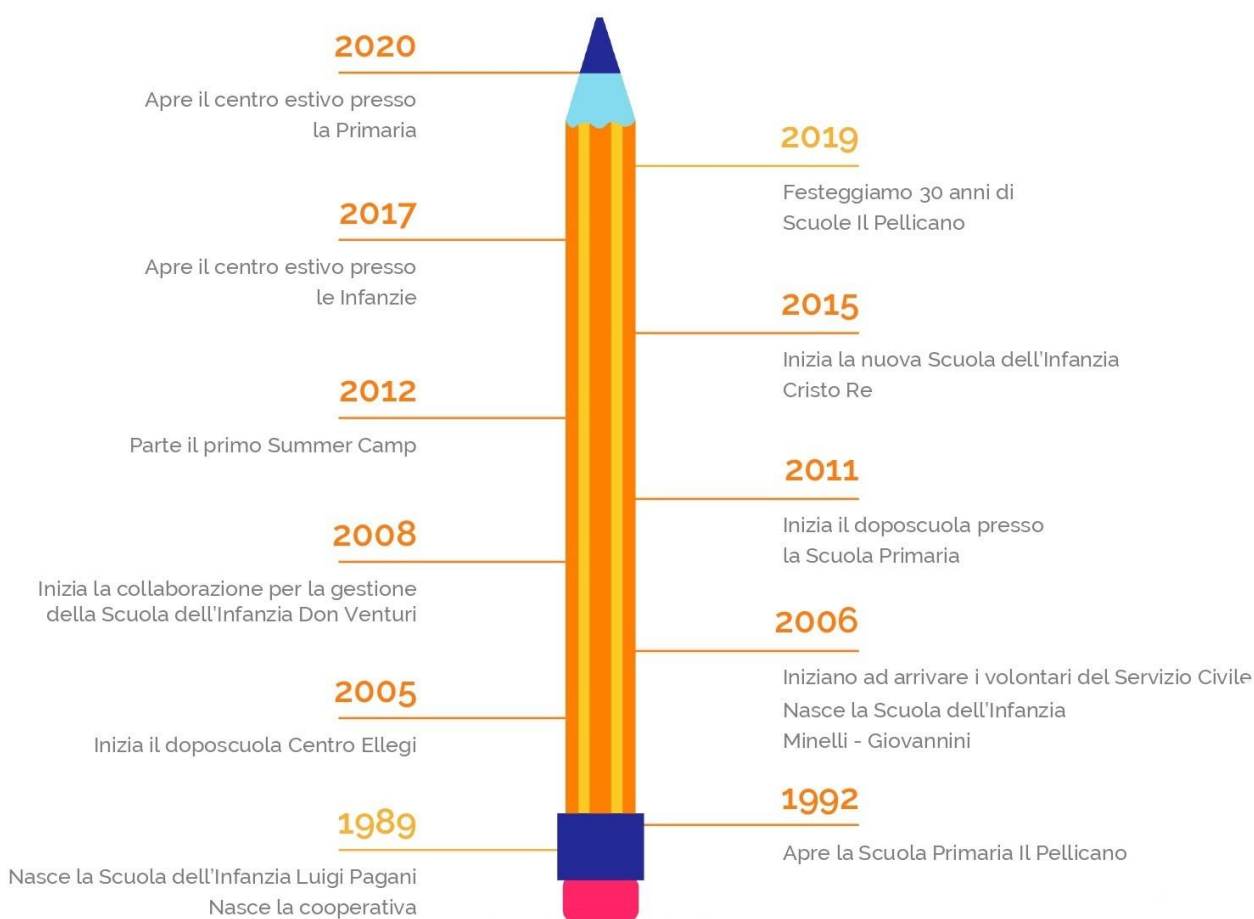 2020
Apre il centro estivo presso
la Primaria
2019
Festeggiamo 30 anni di
Scuole Il Pellicano
2017
Apre il centro estivo presso
le Infanzie
2015
Inizia la nuova Scuola dell'Infanzia
Cristo Re
2012
Parte il primo Summer Camp
2011
Inizia il doposcuola presso
la Scuola Primaria
2008
Inizia la collaborazione per la gestione
della Scuola dell'Infanzia Don Venturi
2006
Iniziano ad arrivare i volontari del Servizio Civile
Nasce la Scuola dell'Infanzia
Minelli - Giovannini
2005
Inizia il doposcuola Centro Ellegi
1992
Apre la Scuola Primaria Il Pellicano
1989
Nasce la Scuola dell'Infanzia Luigi Pagani
Nasce la cooperativa